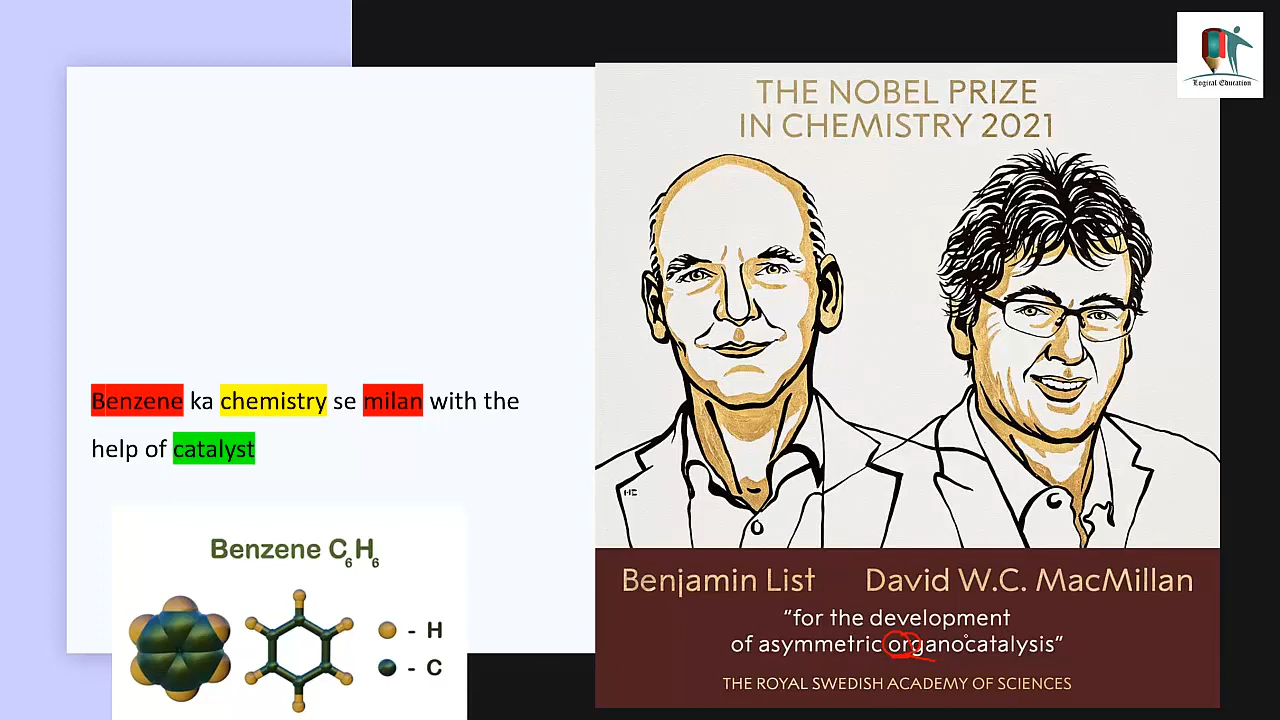 Logical Education
THE NOBEL PRIZE
IN CHEMISTRY 2021
Benzene ka chemistry se milan with the
help of catalyst
Benzene C6H6
- H
- C
HE
Benjamin List David W.C. MacMillan
“for the development
of asymmetric organocatalysis”
THE ROYAL SWEDISH ACADEMY OF SCIENCES